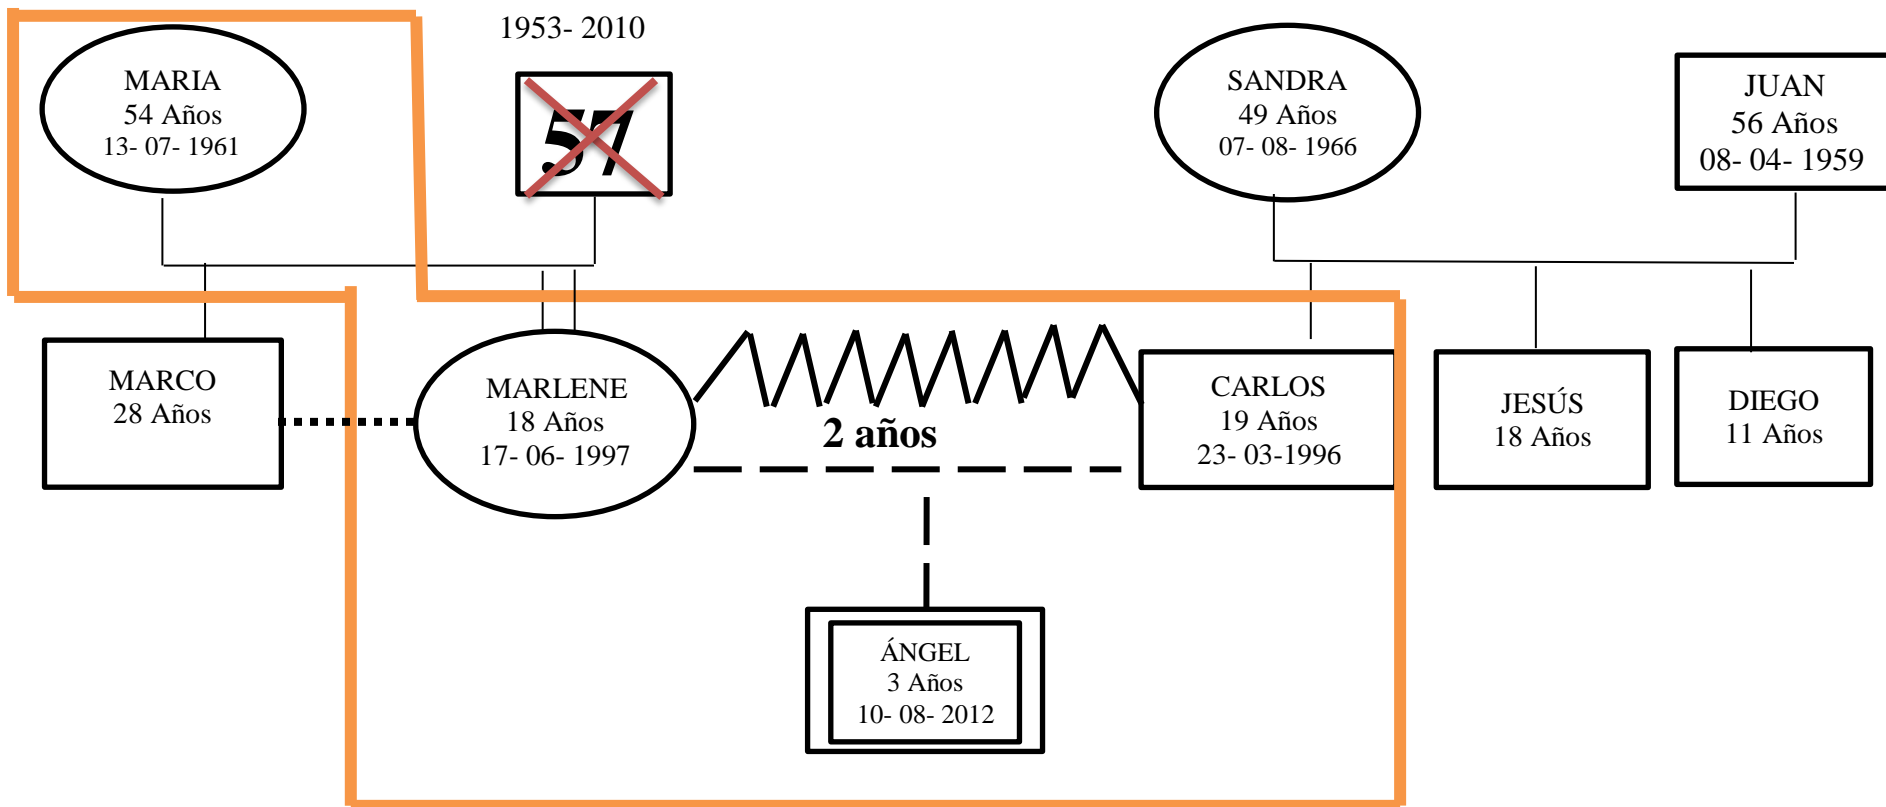 1953- 2010
MARIA
54 Años
13- 07- 1961
57
SANDRA
49 Años
07- 08- 1966
JUAN
56 Años
08- 04- 1959
MARCO
28 Años
MARLENE
18 Años
17- 06- 1997
2 años
CARLOS
19 Años
23- 03-1996
JESÚS
18 Años
DIEGO
11 Años
ÁNGEL
3 Años
10- 08- 2012